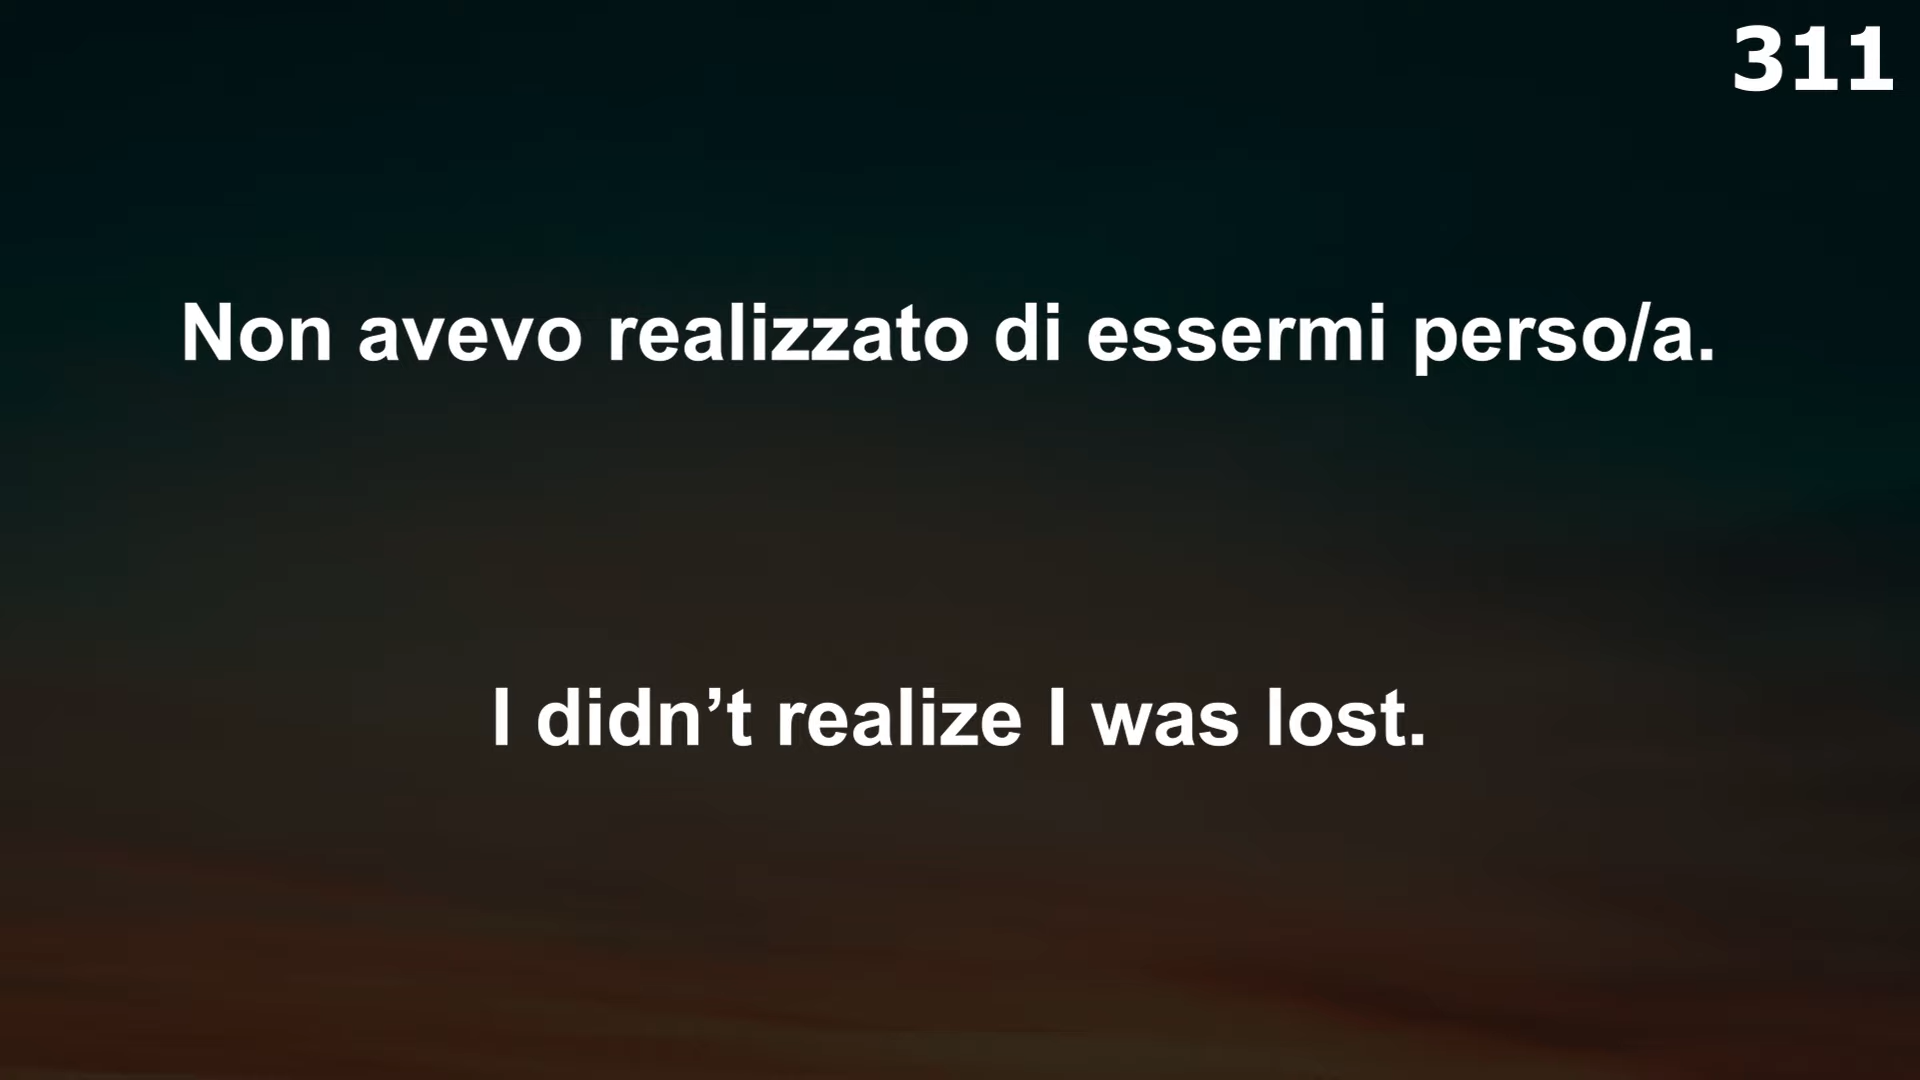 311
Non avevo realizzato di essermi perso/a.
I didn’t realize I was lost.